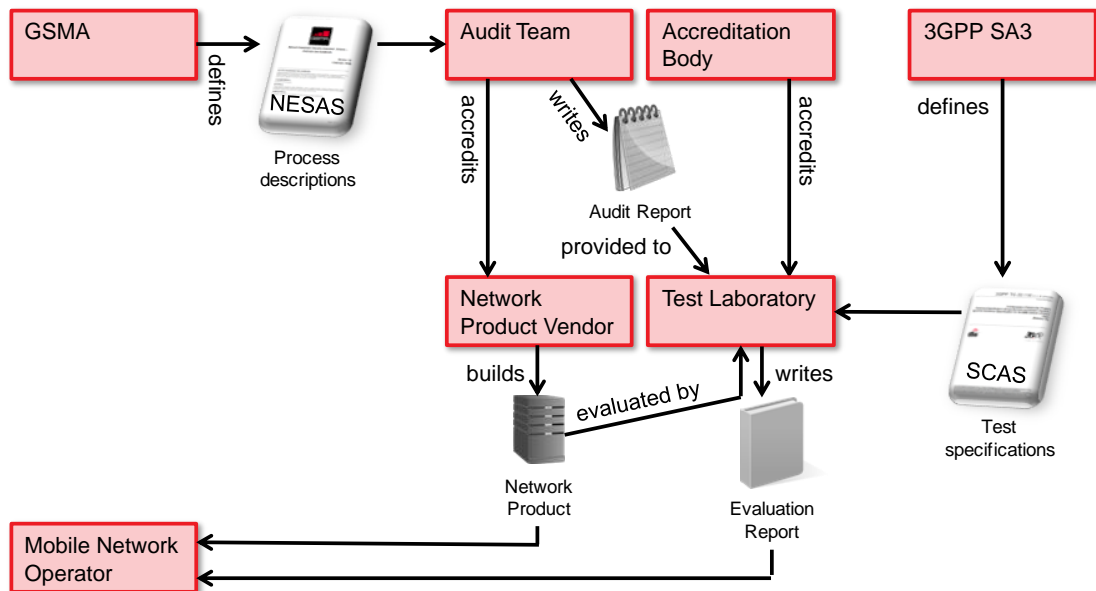 GSMA
defines
NESAS
Process
descriptions
Audit Team
accredits
writes
Audit Report
provided to
Accreditation
Body
accredits
3GPP SA3
defines
SCAS
Test
specifications
Network
Product Vendor
builds
Test Laboratory
writes
evaluated by
Network
Product
Evaluation
Report
Mobile Network
Operator